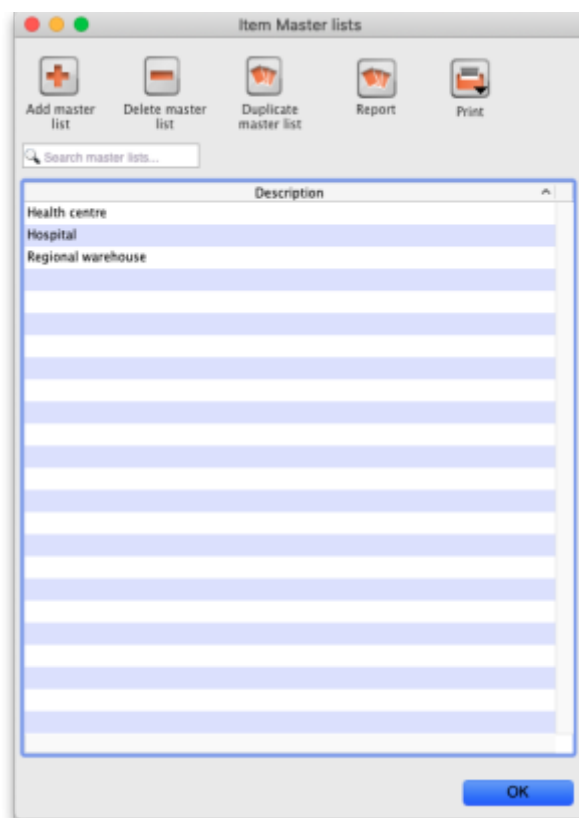 Item Master lists
Add master
list
Delete master
list
Duplicate
master list
Report
Print
Search master lists...
Description
Health centre
Hospital
Regional warehouse
OK